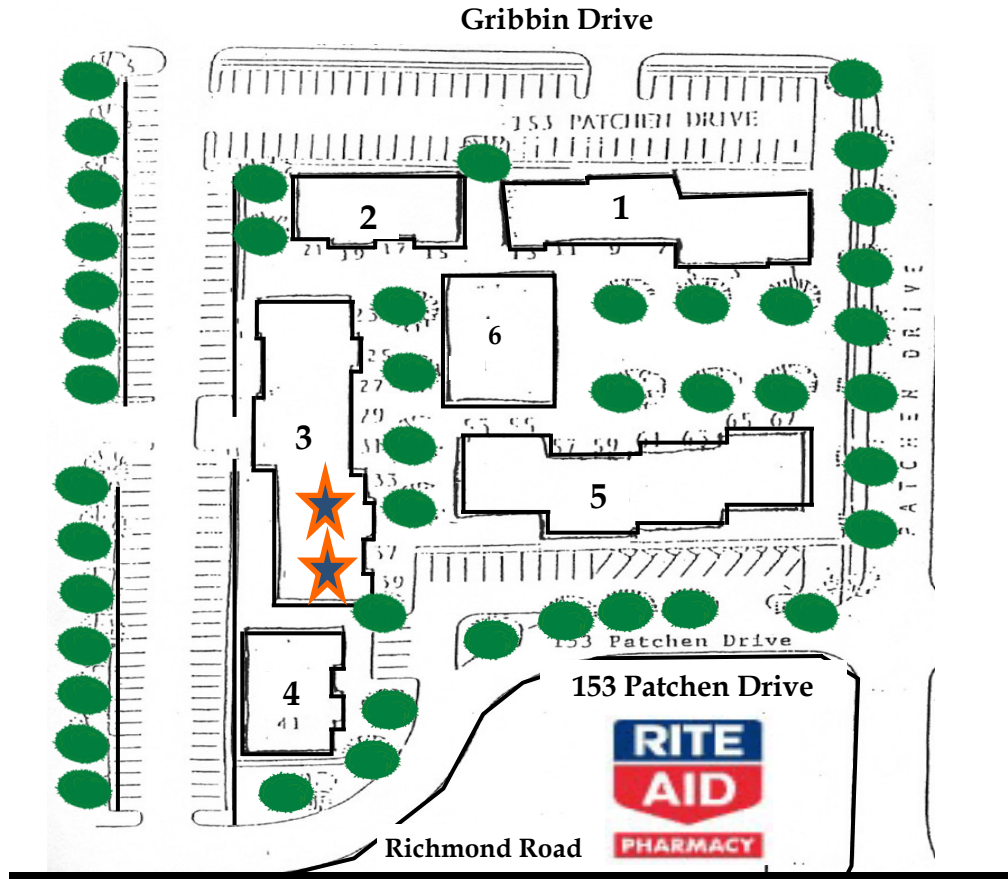 Gribbin Drive
153 PATCHEN DRIVE
2
1
21 19 17 15
13 11 9 7
6
25
27
29
31
33
3
53 55
57 59 61 63
65 67
5
PATCHEN DRIVE
37
39
153 Patchen Drive
4
41
153 Patchen Drive
RITE
AID
PHARMACY
Richmond Road